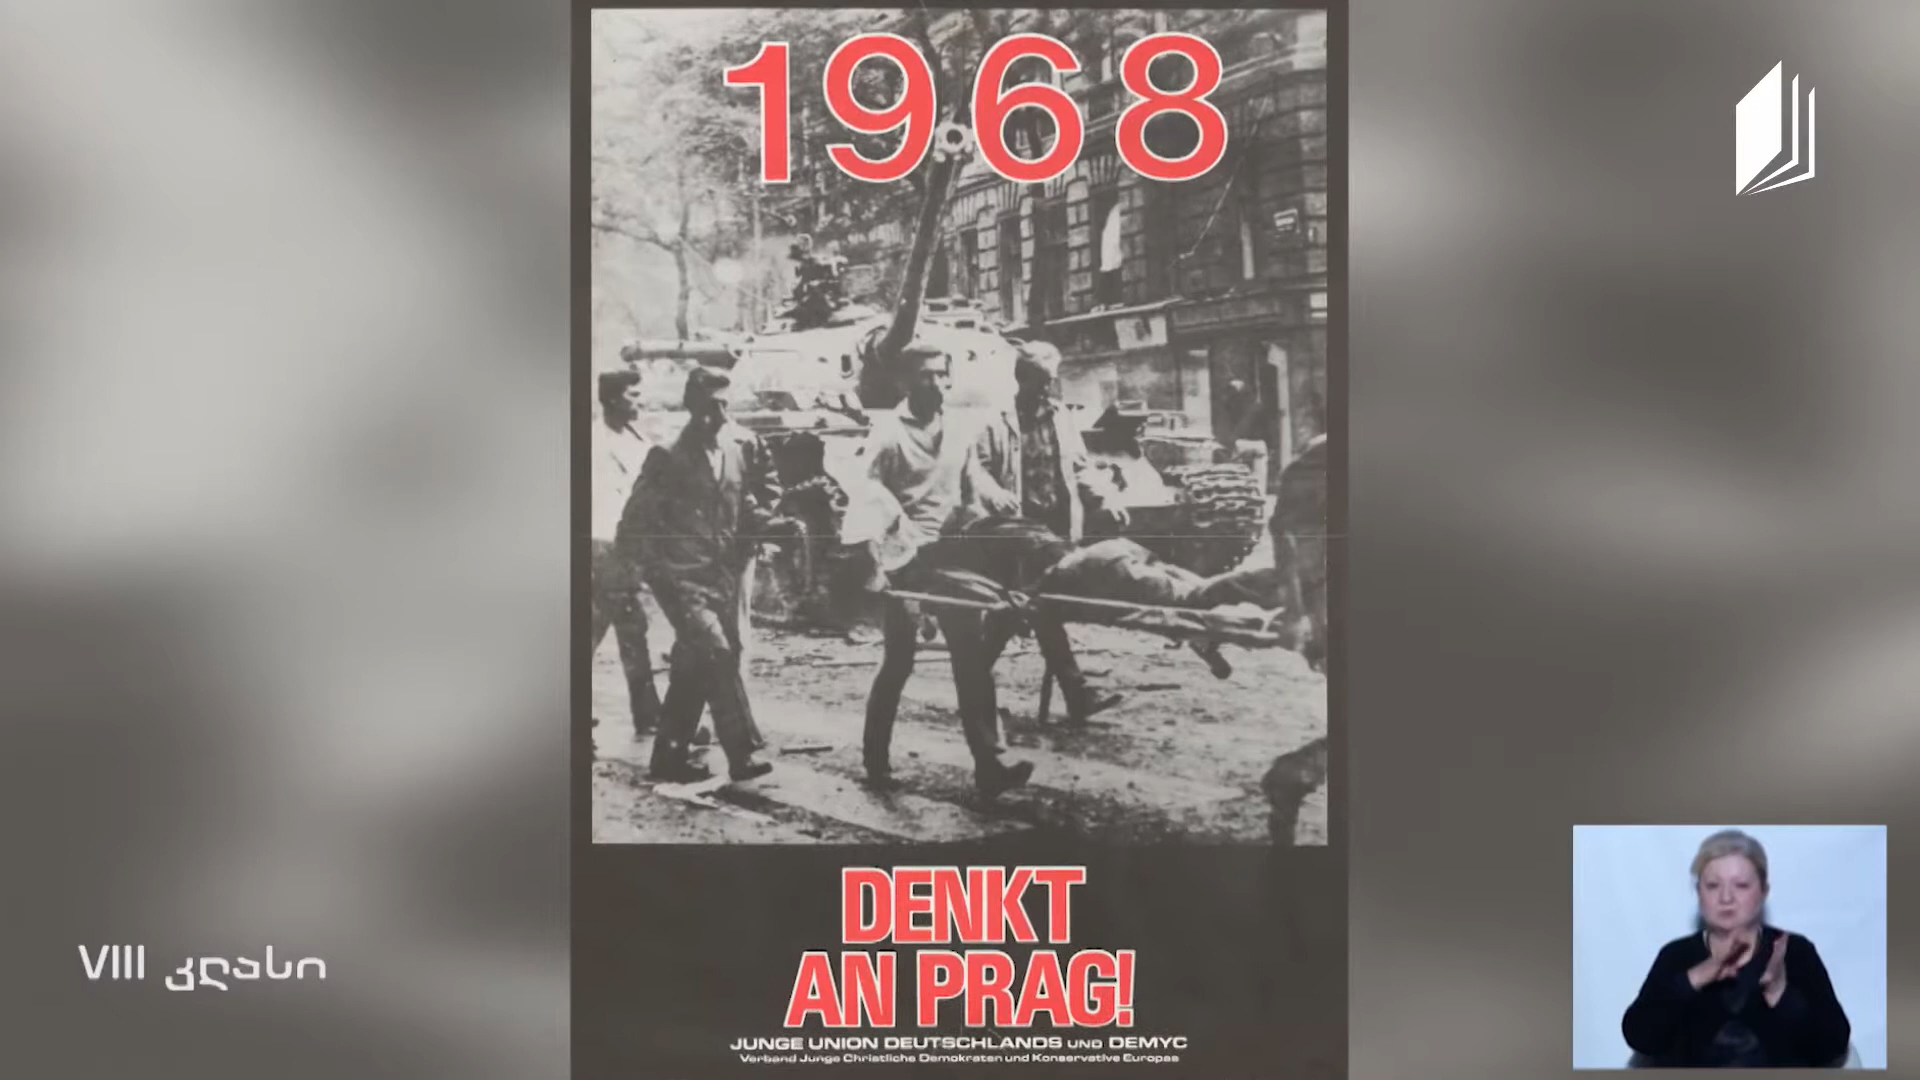 1968
DENKT
AN PRAG!
JUNGE UNION DEUTSCHLANDS UND DEMYC
Verband Junge Christliche Demokraten und Konservative Europas
VIII კლასი